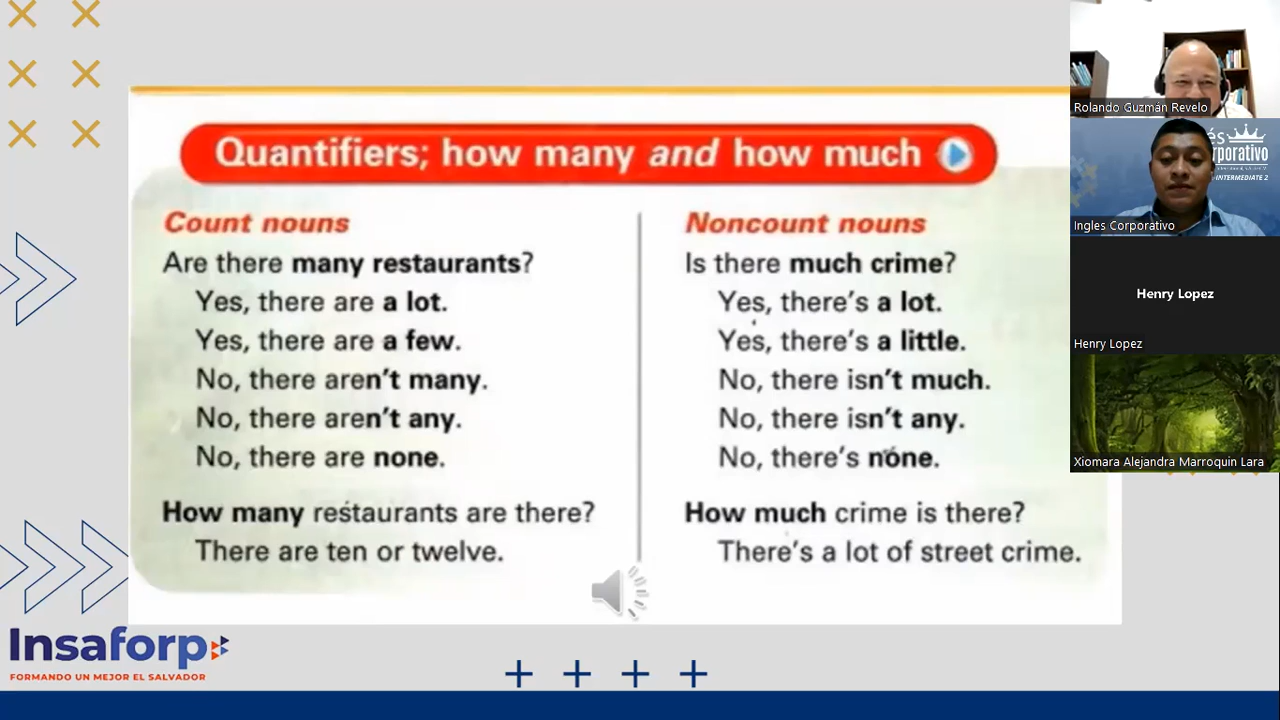 Quantifiers; how many and how much
Count nouns
Are there many restaurants?
Yes, there are a lot.
Yes, there are a few.
No, there aren't many.
No, there aren't any.
No, there are none.
How many restaurants are there?
There are ten or twelve.
Noncount nouns
Is there much crime?
Yes, there's a lot.
Yes, there's a little.
No, there isn't much.
No, there isn't any.
No, there's none.
How much crime is there?
There's a lot of street crime.
Insaforp
FORMANDO UN MEJOR EL SALVADOR
Rolando Guzmán Revelo
INTERMEDIATE 2
Ingles Corporativo
Henry Lopez
Henry Lopez
Xiomara Alejandra Marroquin Lara